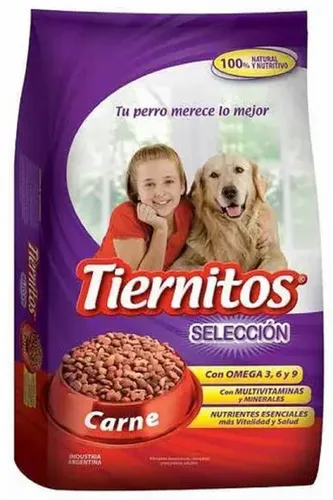 100% NATURAL
Y NUTRITIVO
Tu perro merece lo mejor
Tiernitos®
SELECCIÓN
Con OMEGA 3, 6 y 9
Con MULTIVITAMINAS
y MINERALES
NUTRIENTES ESENCIALES
más Vitalidad y Salud
Carne
INDUSTRIA
ARGENTINA
Tiernitos